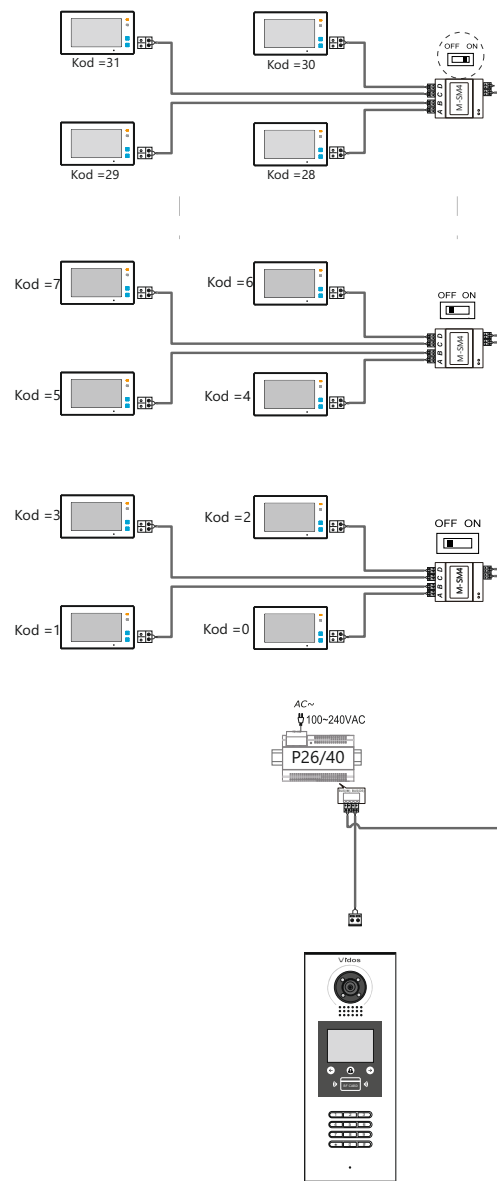 OFF ON
Kod =31
Kod =30
D
C
B
A
M-SM4
Kod =29
Kod =28
Kod =7
Kod =6
OFF ON
D
C
B
A
M-SM4
Kod =5
Kod =4
Kod =3
Kod =2
OFF ON
D
C
B
A
M-SM4
Kod =1
Kod =0
AC~
100~240VAC
P26/40
Vidos